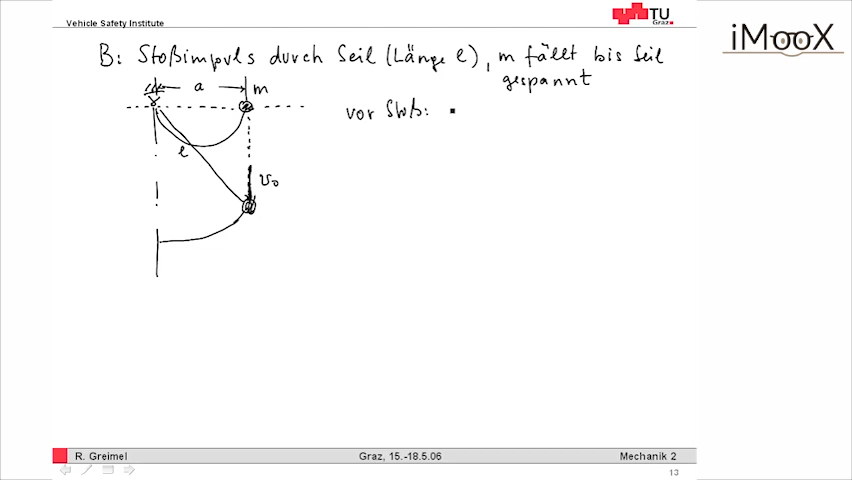 Vehicle Safety Institute
TU
Graz
iMooX
B: Stoßimpuls durch Seil (Länge l), m fällt bis Seil
gespannt
a
m
vor Stoß:
l
v₀
R. Greimel
Graz, 15.-18.5.06
Mechanik 2
13